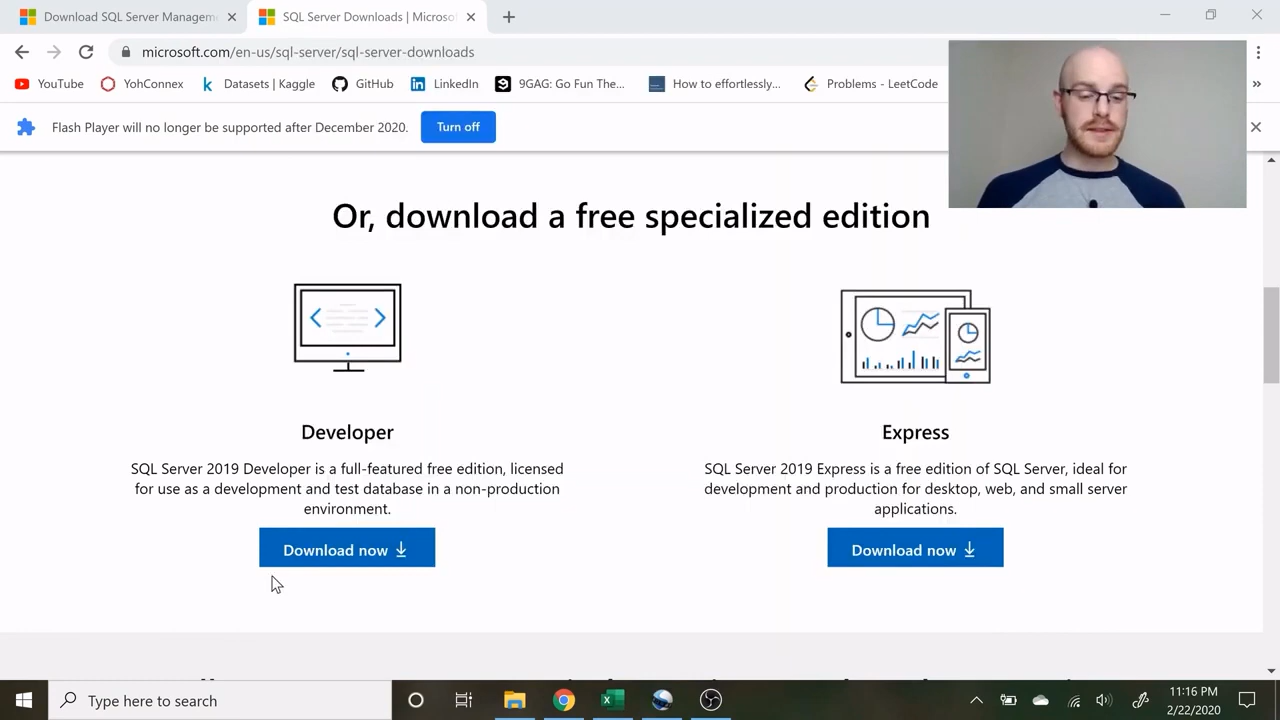 Download SQL Server Managem
SQL Server Downloads | Microso
microsoft.com/en-us/sql-server/sql-server-downloads
YouTube
YohConnex
Datasets | Kaggle
GitHub
LinkedIn
9GAG: Go Fun The...
How to effortlessly...
Problems - LeetCode
Flash Player will no longer be supported after December 2020.
Turn off
Or, download a free specialized edition
Developer
SQL Server 2019 Developer is a full-featured free edition, licensed
for use as a development and test database in a non-production
environment.
Download now
Express
SQL Server 2019 Express is a free edition of SQL Server, ideal for
development and production for desktop, web, and small server
applications.
Download now
Type here to search
11:16 PM
2/22/2020